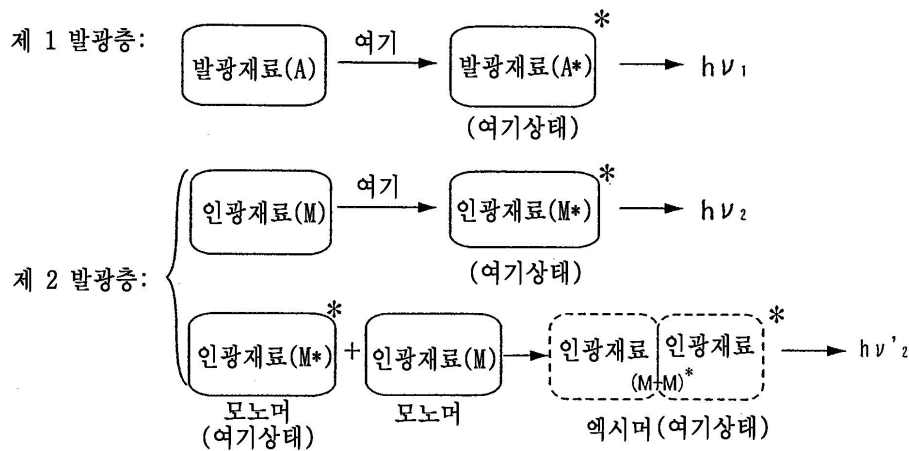 제 1 발광층:
발광재료(A)
여기
발광재료(A*)
*
hν₁
(여기상태)
제 2 발광층:
인광재료(M)
여기
인광재료(M*)
*
hν₂
(여기상태)
인광재료(M*)
*
+
인광재료(M)
인광재료
인광재료
*
(M-M)*
hν'₂
모노머
(여기상태)
모노머
엑시머(여기상태)